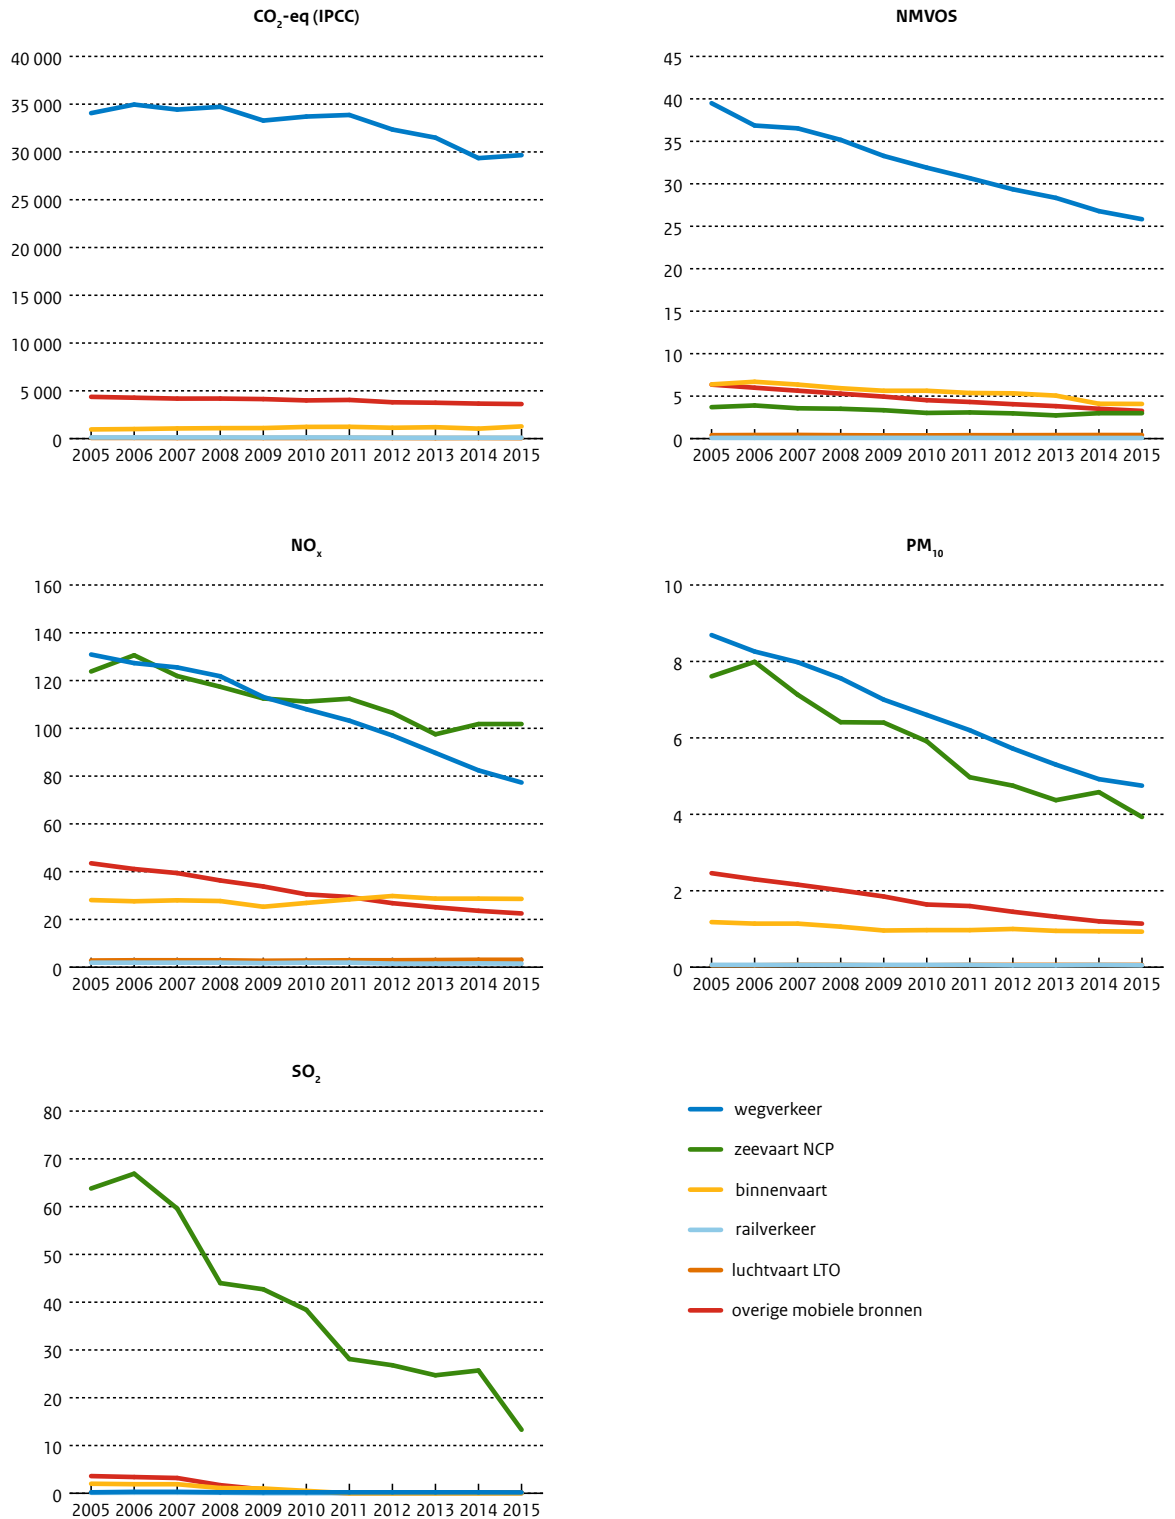 CO₂-eq (IPCC)
40 000
35 000
30 000
25 000
20 000
15 000
10 000
5 000
0
2005 2006 2007 2008 2009 2010 2011 2012 2013 2014 2015
NMVOS
45
40
35
30
25
20
15
10
5
0
2005 2006 2007 2008 2009 2010 2011 2012 2013 2014 2015
NOₓ
160
140
120
100
80
60
40
20
0
2005 2006 2007 2008 2009 2010 2011 2012 2013 2014 2015
PM₁₀
10
8
6
4
2
0
2005 2006 2007 2008 2009 2010 2011 2012 2013 2014 2015
SO₂
80
70
60
50
40
30
20
10
0
2005 2006 2007 2008 2009 2010 2011 2012 2013 2014 2015
wegverkeer
zeevaart NCP
binnenvaart
railverkeer
luchtvaart LTO
overige mobiele bronnen